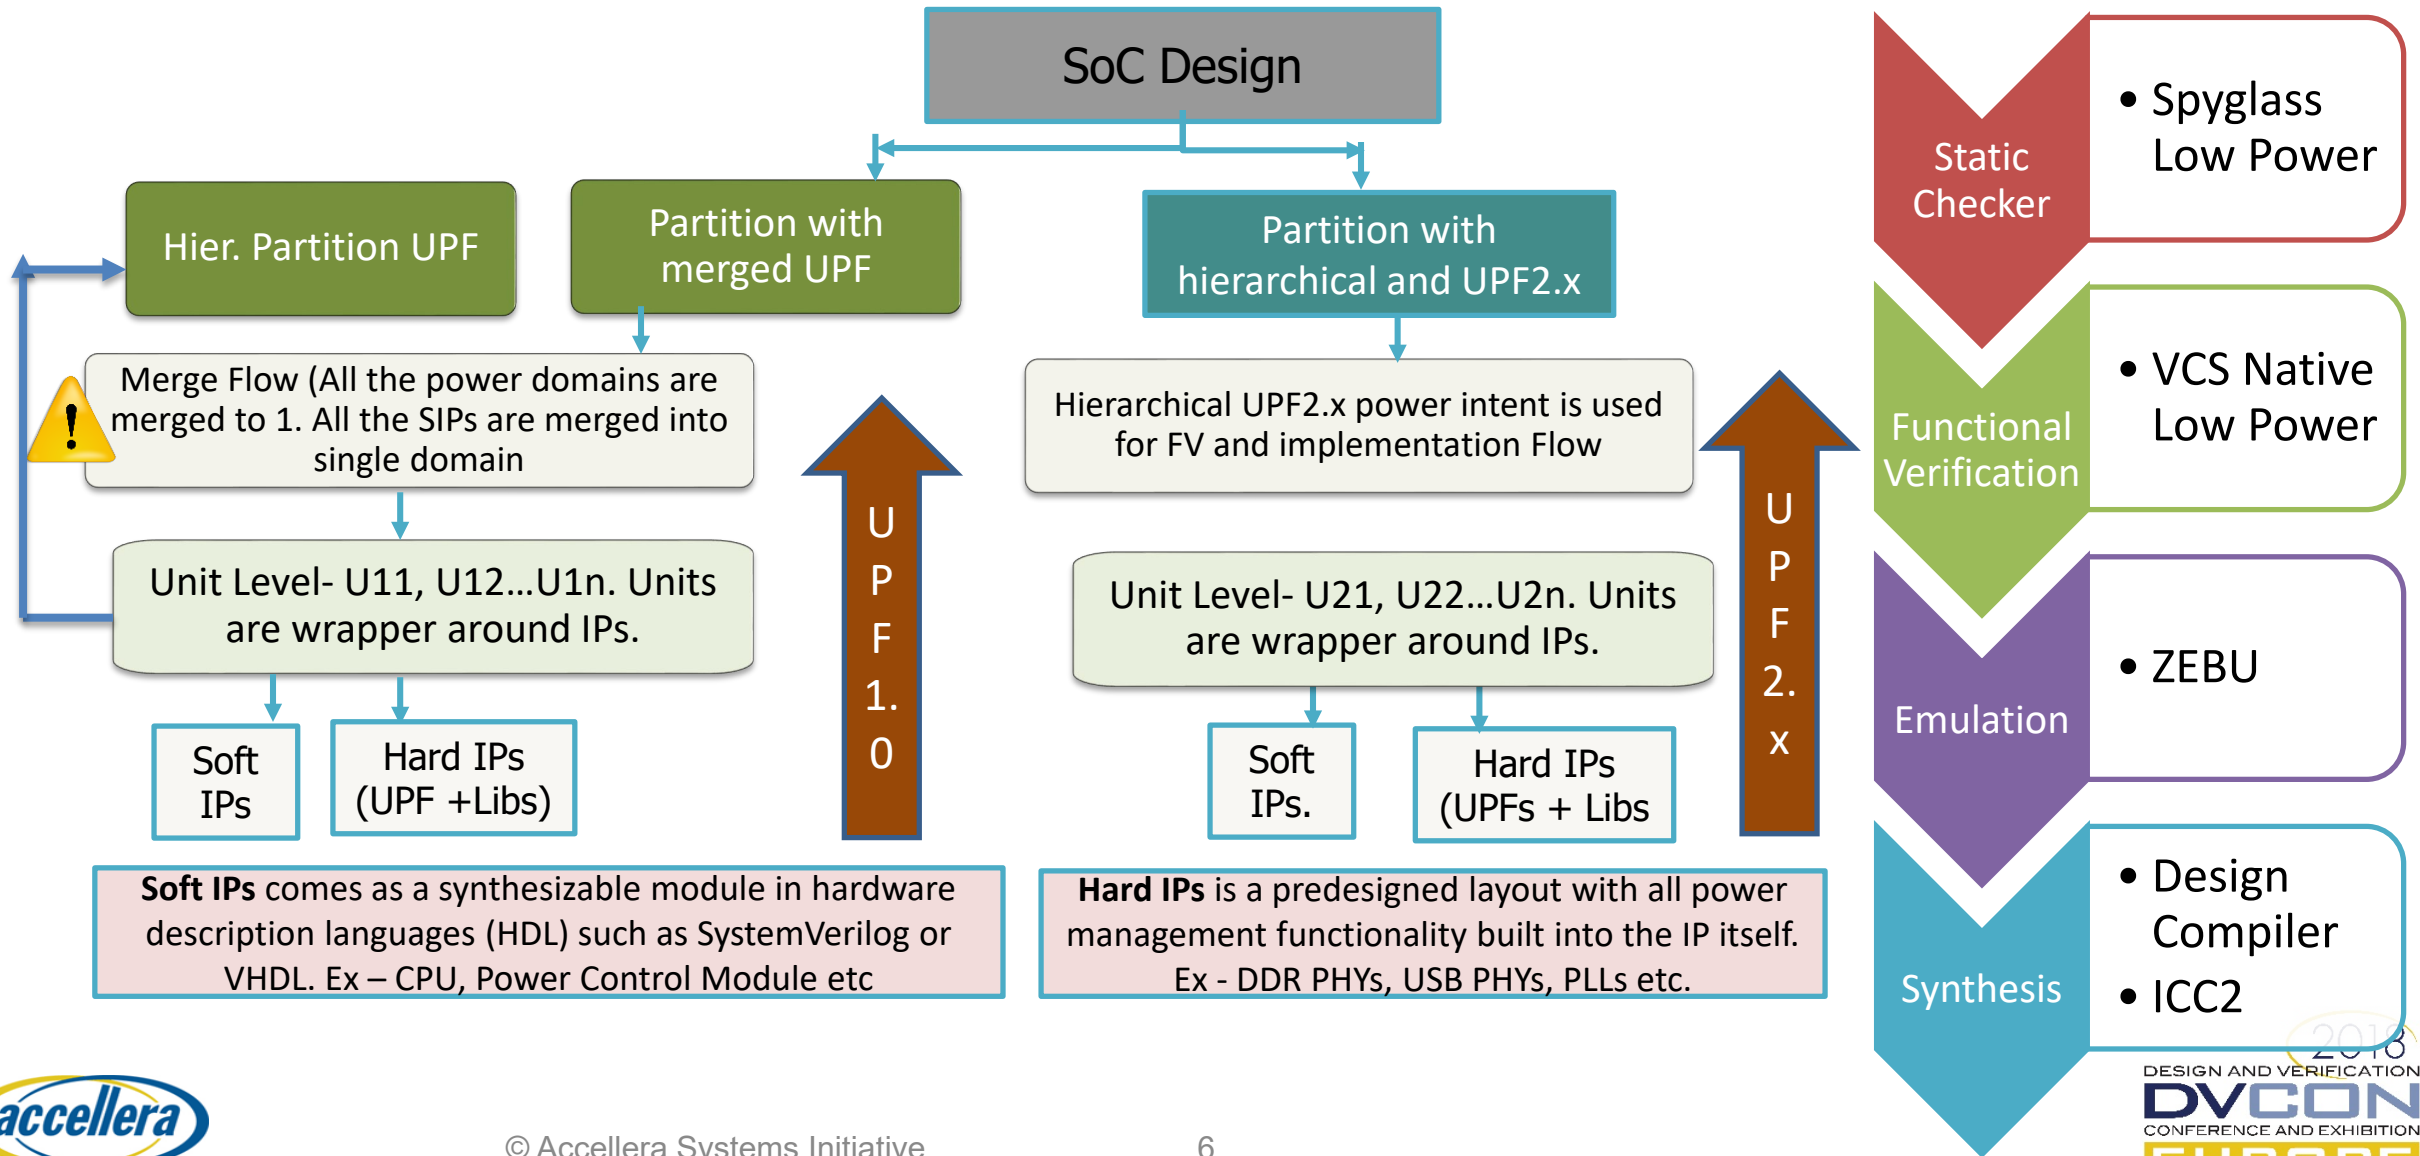 SoC Design
Hier. Partition UPF
Partition with
merged UPF
Partition with
hierarchical and UPF2.x
Merge Flow (All the power domains are
merged to 1. All the SIPs are merged into
single domain
Hierarchical UPF2.x power intent is used
for FV and implementation Flow
Unit Level- U11, U12...U1n. Units
are wrapper around IPs.
Unit Level- U21, U22...U2n. Units
are wrapper around IPs.
Soft
IPs
Hard IPs
(UPF +Libs)
U
P
F
1.
0
Soft
IPs.
Hard IPs
(UPFs + Libs
U
P
F
2.
x
Soft IPs comes as a synthesizable module in hardware
description languages (HDL) such as SystemVerilog or
VHDL. Ex – CPU, Power Control Module etc
Hard IPs is a predesigned layout with all power
management functionality built into the IP itself.
Ex - DDR PHYs, USB PHYs, PLLs etc.
Static
Checker
• Spyglass
Low Power
Functional
Verification
• VCS Native
Low Power
Emulation
• ZEBU
Synthesis
• Design
Compiler
• ICC2
accellera
© Accellera Systems Initiative
6
2018
DESIGN AND VERIFICATION
DVCON
CONFERENCE AND EXHIBITION
EUROPE